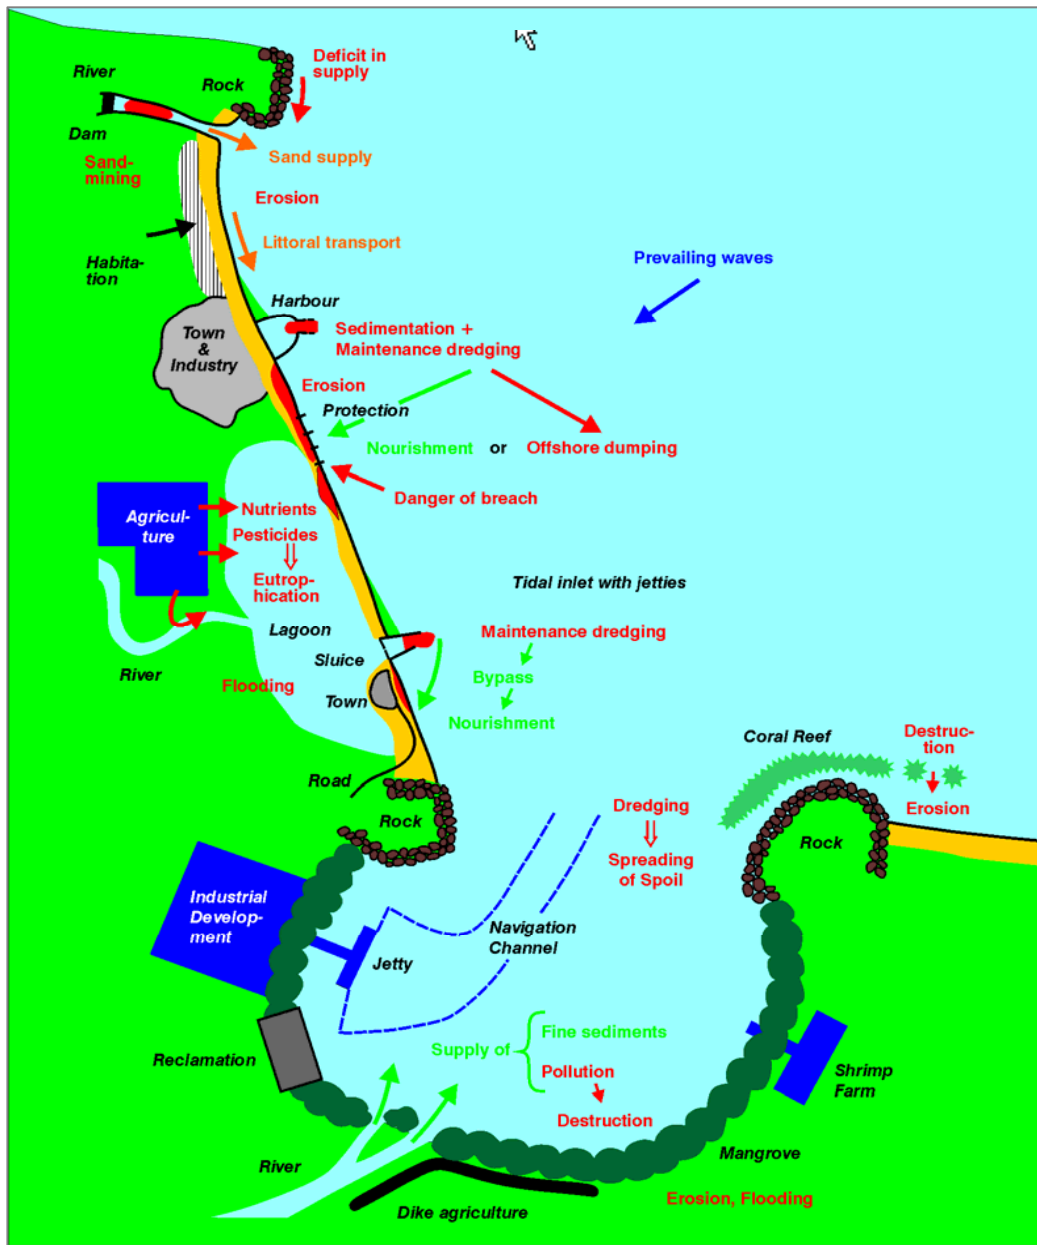 Deficit in
supply
River
Rock
Dam
Sand supply
Sand-
mining
Erosion
Littoral transport
Prevailing waves
Habita-
tion
Harbour
Sedimentation +
Maintenance dredging
Town
&
Industry
Erosion
Protection
Nourishment or Offshore dumping
Danger of breach
Agricul-
ture
Nutrients
Pesticides
Eutrop-
hication
Tidal inlet with jetties
Lagoon
Maintenance dredging
Sluice
River
Flooding
Bypass
Town
Nourishment
Coral Reef
Destruc-
tion
Road
Dredging
Erosion
Rock
Rock
Spreading
of Spoil
Industrial
Develop-
ment
Navigation
Channel
Jetty
Fine sediments
Supply of
Reclamation
Pollution
Shrimp
Farm
Destruction
Mangrove
River
Erosion, Flooding
Dike agriculture